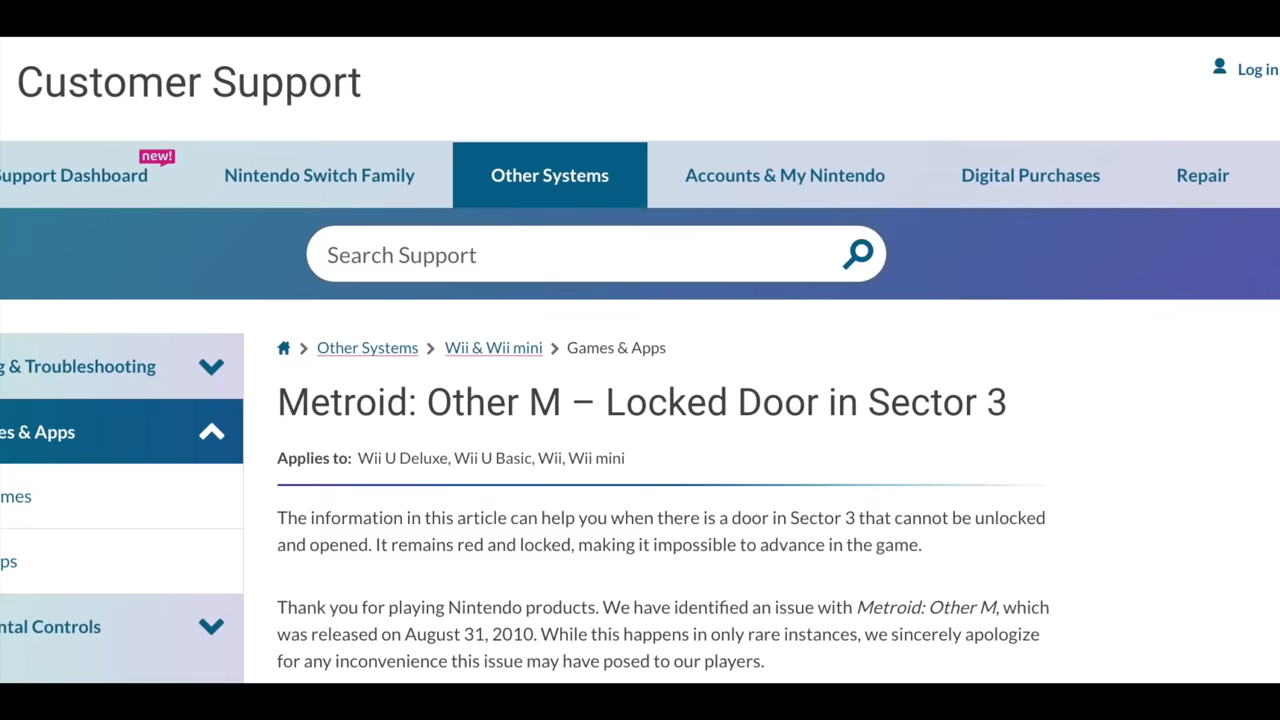 Customer Support
Log in
upport Dashboard
new!
Nintendo Switch Family
Other Systems
Accounts & My Nintendo
Digital Purchases
Repair
Search Support
g & Troubleshooting
es & Apps
mes
ps
ntal Controls
Other Systems > Wii & Wii mini > Games & Apps
Metroid: Other M – Locked Door in Sector 3
Applies to: Wii U Deluxe, Wii U Basic, Wii, Wii mini
The information in this article can help you when there is a door in Sector 3 that cannot be unlocked
and opened. It remains red and locked, making it impossible to advance in the game.
Thank you for playing Nintendo products. We have identified an issue with Metroid: Other M, which
was released on August 31, 2010. While this happens in only rare instances, we sincerely apologize
for any inconvenience this issue may have posed to our players.